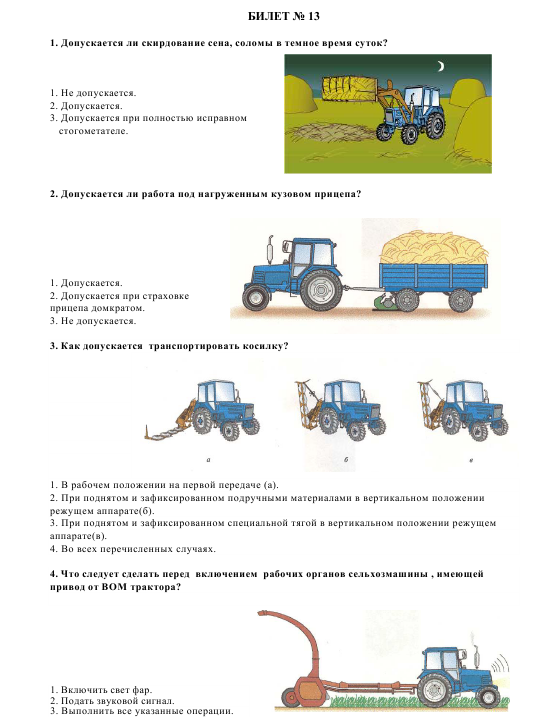 БИЛЕТ № 13
1. Допускается ли скирдование сена, соломы в темное время суток?
1. Не допускается.
2. Допускается.
3. Допускается при полностью исправном
стогометателе.
2. Допускается ли работа под нагруженным кузовом прицепа?
1. Допускается.
2. Допускается при страховке
прицепа домкратом.
3. Не допускается.
3. Как допускается транспортировать косилку?
а
б
в
1. В рабочем положении на первой передаче (а).
2. При поднятом и зафиксированном подручными материалами в вертикальном положении
режущем аппарате(б).
3. При поднятом и зафиксированном специальной тягой в вертикальном положении режущем
аппарате(в).
4. Во всех перечисленных случаях.
4. Что следует сделать перед включением рабочих органов сельхозмашины , имеющей
привод от ВОМ трактора?
1. Включить свет фар.
2. Подать звуковой сигнал.
3. Выполнить все указанные операции.